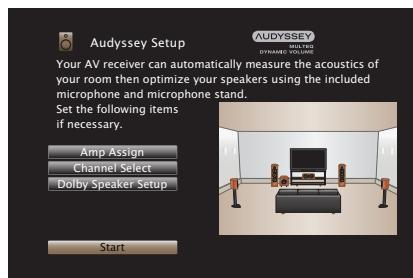 Audyssey Setup
AUDYSSEY
MULTEQ
DYNAMIC VOLUME
Your AV receiver can automatically measure the acoustics of
your room then optimize your speakers using the included
microphone and microphone stand.
Set the following items
if necessary.
Amp Assign
Channel Select
Dolby Speaker Setup
Start